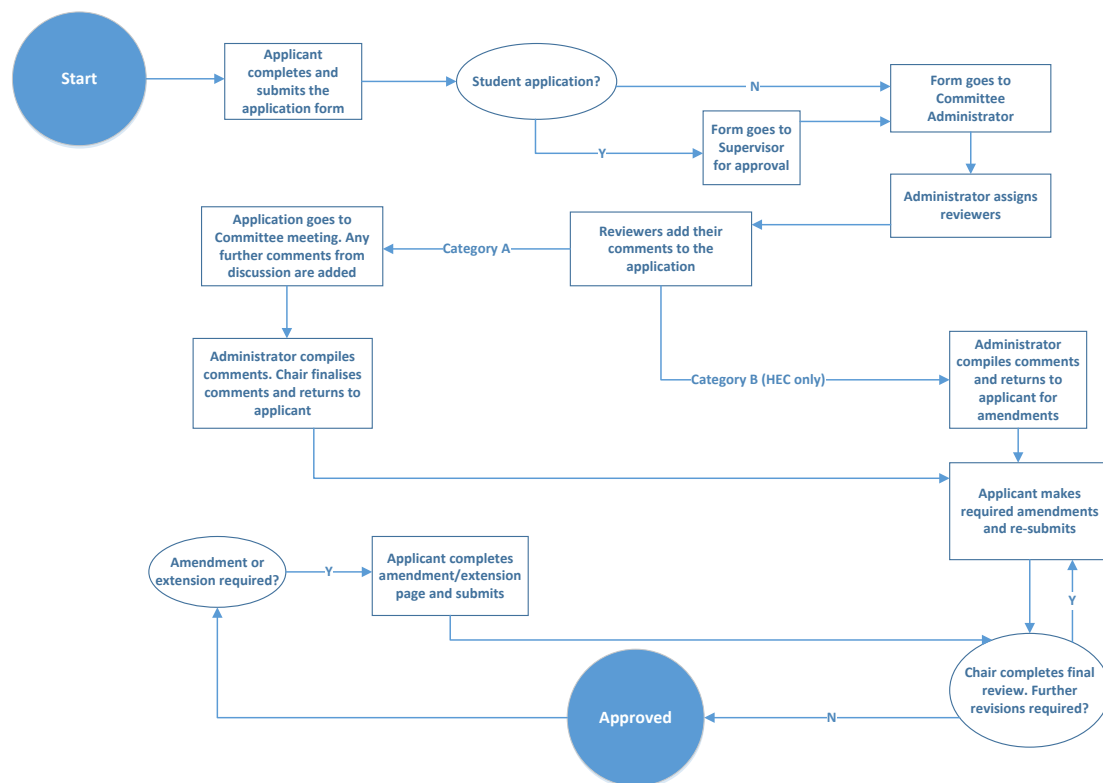 Start
Applicant
completes and
submits the
application form
Student application?
N
Form goes to
Committee
Administrator
Y
Form goes to
Supervisor
for approval
Administrator assigns
reviewers
Reviewers add their
comments to the
application
Category A
Application goes to
Committee meeting. Any
further comments from
discussion are added
Administrator compiles
comments. Chair finalises
comments and returns to
applicant
Category B (HEC only)
Administrator
compiles comments
and returns to
applicant for
amendments
Applicant makes
required amendments
and re-submits
Amendment or
extension required?
Y
Applicant completes
amendment/extension
page and submits
Y
Chair completes final
review. Further
revisions required?
N
Approved